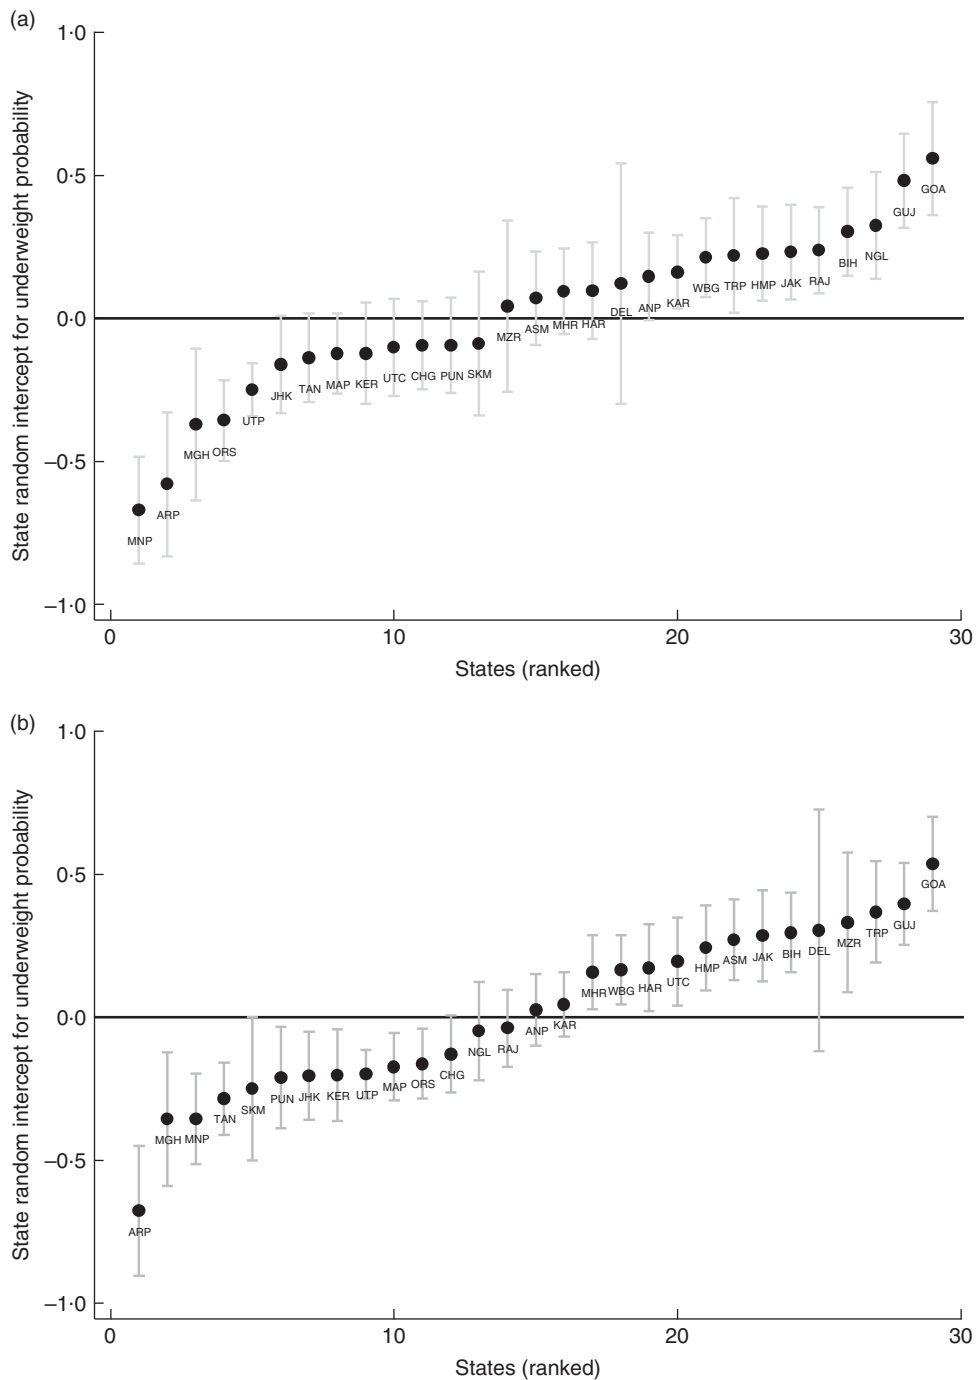 (a)
State random intercept for underweight probability
1·0
0·5
0·0
–0·5
–1·0
MNP
ARP
MGH
ORS
UTP
JHK
TAN
MAP
KER
UTC
CHG
PUN
SKM
MZR
ASM
MHR
HAR
DEL
ANP
KAR
WBG
TRP
HMP
JAK
RAJ
BIH
NGL
GUJ
GOA
0 10 20 30
States (ranked)
(b)
State random intercept for underweight probability
1·0
0·5
0·0
–0·5
–1·0
ARP
MGH
MNP
TAN
SKM
PUN
JHK
KER
UTP
MAP
ORS
CHG
NGL
RAJ
ANP
KAR
MHR
WBG
HAR
UTC
HMP
ASM
JAK
BIH
DEL
MZR
TRP
GUJ
GOA
0 10 20 30
States (ranked)